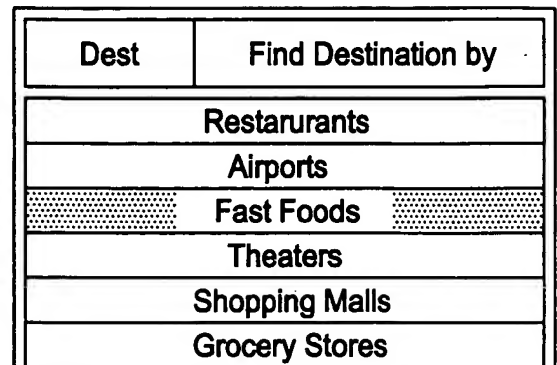 Dest Find Destination by
Restarurants
Airports
Fast Foods
Theaters
Shopping Malls
Grocery Stores